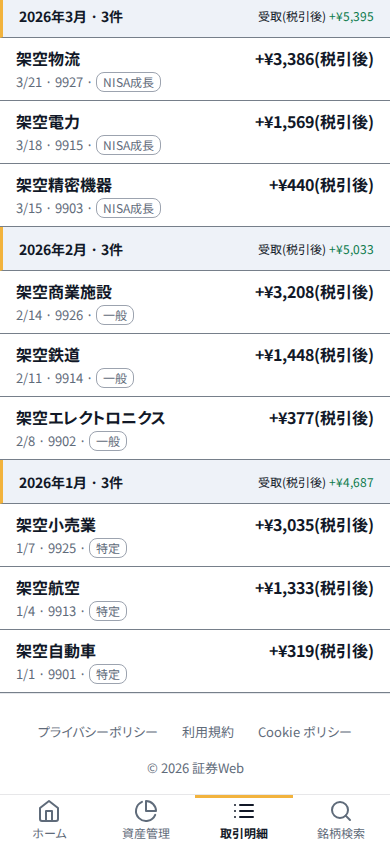 2026年3月・3件 受取(税引後) +¥5,395
架空物流 +¥3,386(税引後)
3/21・9927・NISA成長
架空電力 +¥1,569(税引後)
3/18・9915・NISA成長
架空精密機器 +¥440(税引後)
3/15・9903・NISA成長
2026年2月・3件 受取(税引後) +¥5,033
架空商業施設 +¥3,208(税引後)
2/14・9926・一般
架空鉄道 +¥1,448(税引後)
2/11・9914・一般
架空エレクトロニクス +¥377(税引後)
2/8・9902・一般
2026年1月・3件 受取(税引後) +¥4,687
架空小売業 +¥3,035(税引後)
1/7・9925・特定
架空航空 +¥1,333(税引後)
1/4・9913・特定
架空自動車 +¥319(税引後)
1/1・9901・特定
プライバシーポリシー 利用規約 Cookie ポリシー
© 2026 証券Web
ホーム 資産管理 取引明細 銘柄検索